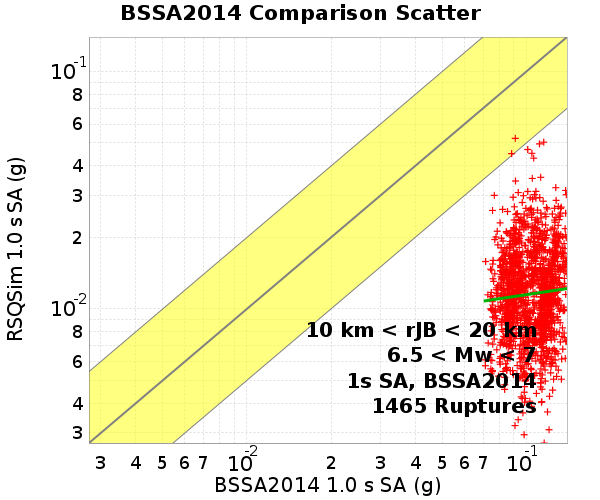 BSSA2014 Comparison Scatter
RSQSim 1.0 s SA (g)
10⁻¹
8
6
4
3
2
10⁻²
8
6
4
3
10 km < rJB < 20 km
6.5 < Mw < 7
1s SA, BSSA2014
1465 Ruptures
3 4 5 6 7 10⁻² 2 3 4 5 6 7 10⁻¹
BSSA2014 1.0 s SA (g)